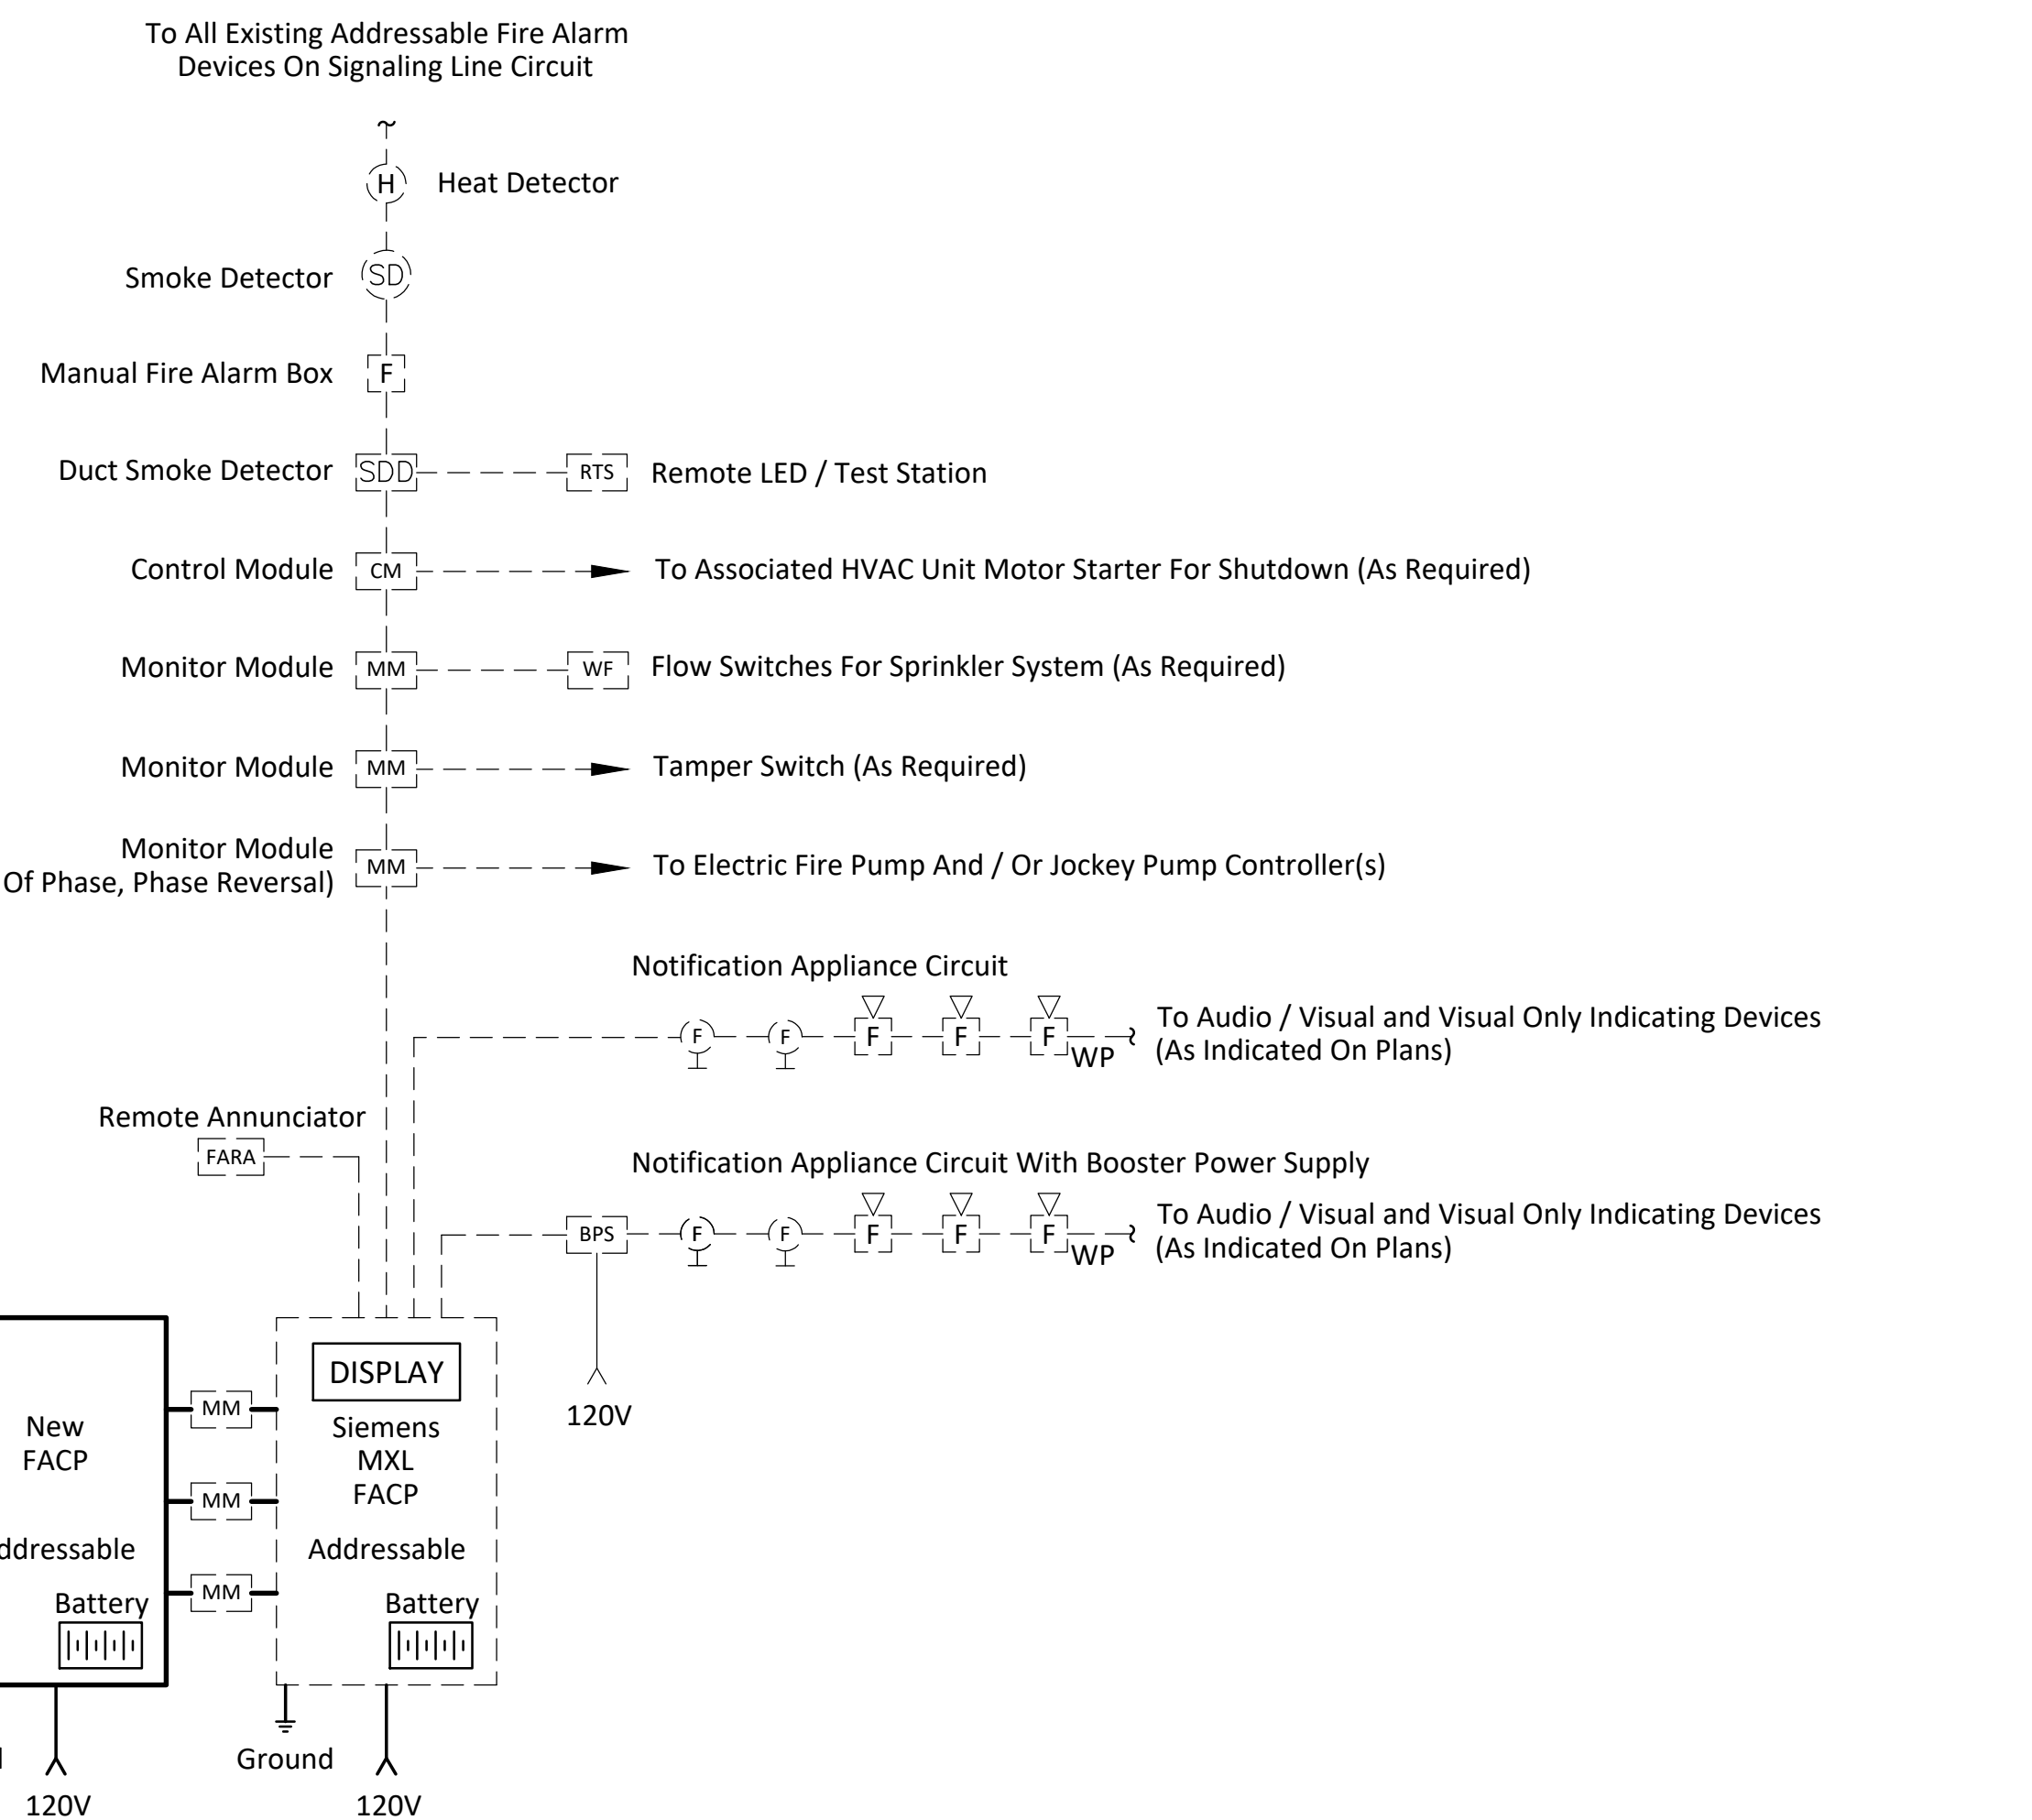 To All Existing Addressable Fire Alarm
Devices On Signaling Line Circuit
H Heat Detector
Smoke Detector SD
Manual Fire Alarm Box F
Duct Smoke Detector SDD RTS Remote LED / Test Station
Control Module CM To Associated HVAC Unit Motor Starter For Shutdown (As Required)
Monitor Module MM WF Flow Switches For Sprinkler System (As Required)
Monitor Module MM Tamper Switch (As Required)
Monitor Module
Of Phase, Phase Reversal) MM To Electric Fire Pump And / Or Jockey Pump Controller(s)
Notification Appliance Circuit
F F F F F WP
To Audio / Visual and Visual Only Indicating Devices
(As Indicated On Plans)
Remote Annunciator
FARA
Notification Appliance Circuit With Booster Power Supply
BPS F F F F F WP
To Audio / Visual and Visual Only Indicating Devices
(As Indicated On Plans)
120V
New
FACP
ddressable
Battery
120V
MM
MM
MM
DISPLAY
Siemens
MXL
FACP
Addressable
Battery
Ground
120V